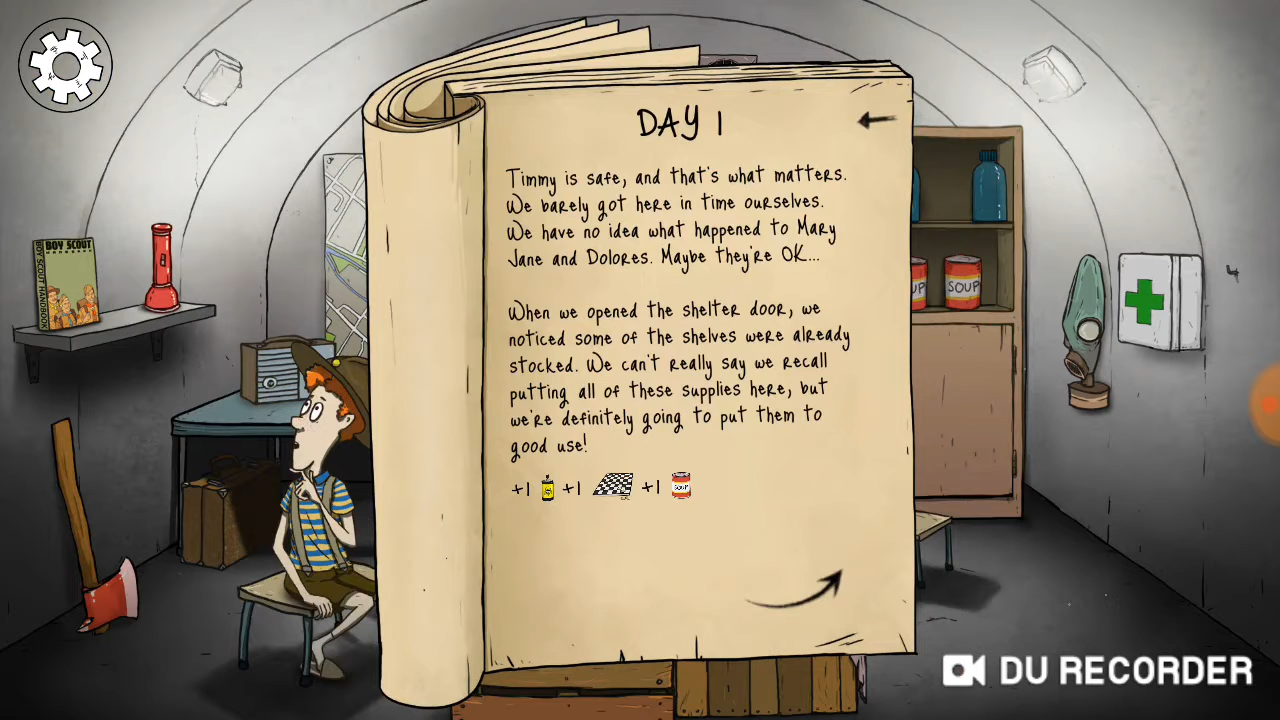 DAY 1
Timmy is safe, and that's what matters.
We barely got here in time ourselves.
We have no idea what happened to Mary
Jane and Dolores. Maybe they're OK...
When we opened the shelter door, we
noticed some of the shelves were already
stocked. We can't really say we recall
putting all of these supplies here, but
we're definitely going to put them to
good use!
+1 +1 +1 SOUP
BOY SCOUT
BOY SCOUT HANDBOOK
UP SOUP
DU RECORDER